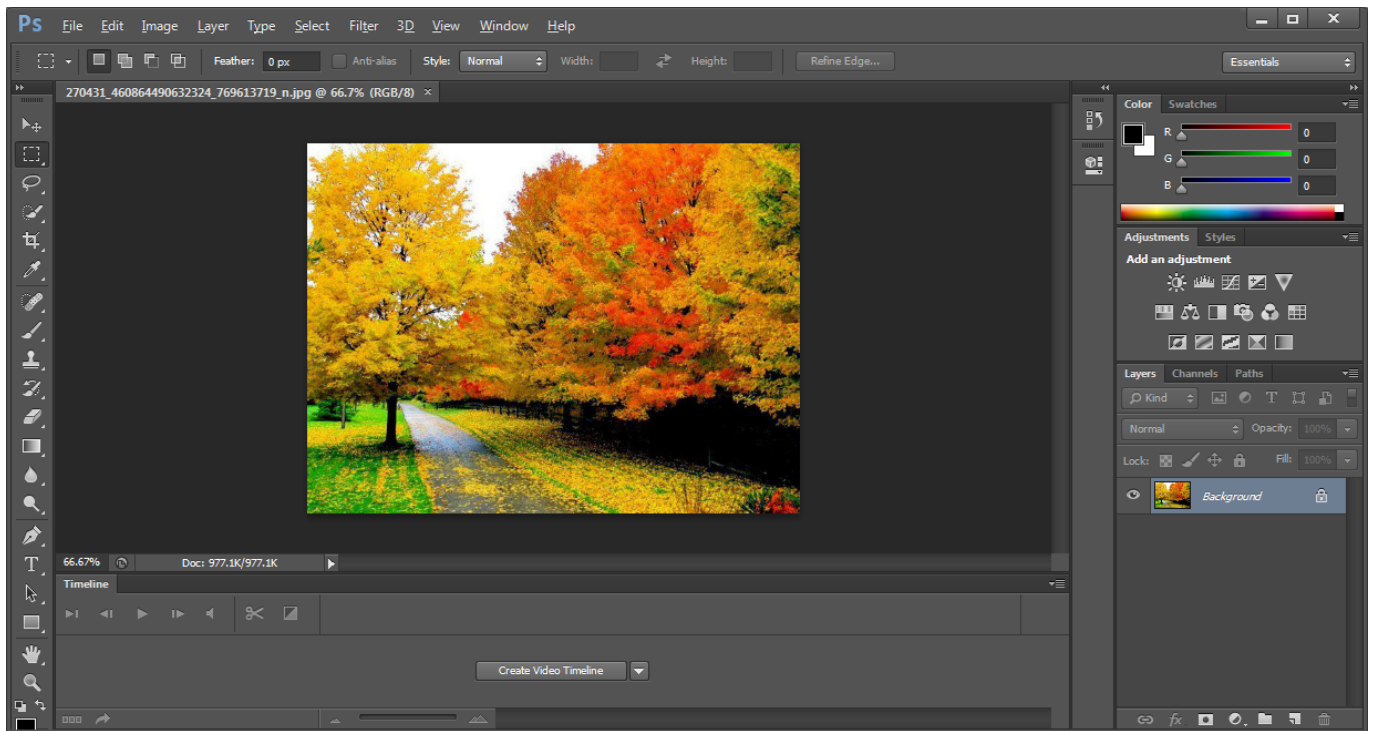 Ps File Edit Image Layer Type Select Filter 3D View Window Help
Feather: 0 px Anti-alias Style: Normal Width: Height: Refine Edge... Essentials
270431_460864490632324_769613719_n.jpg @ 66.7% (RGB/8) ×
Color Swatches
R 0
G 0
B 0
Adjustments Styles
Add an adjustment
Layers Channels Paths
Kind
Normal Opacity: 100%
Lock: Fill: 100%
Background
66.67% Doc: 977.1K/977.1K
Timeline
Create Video Timeline